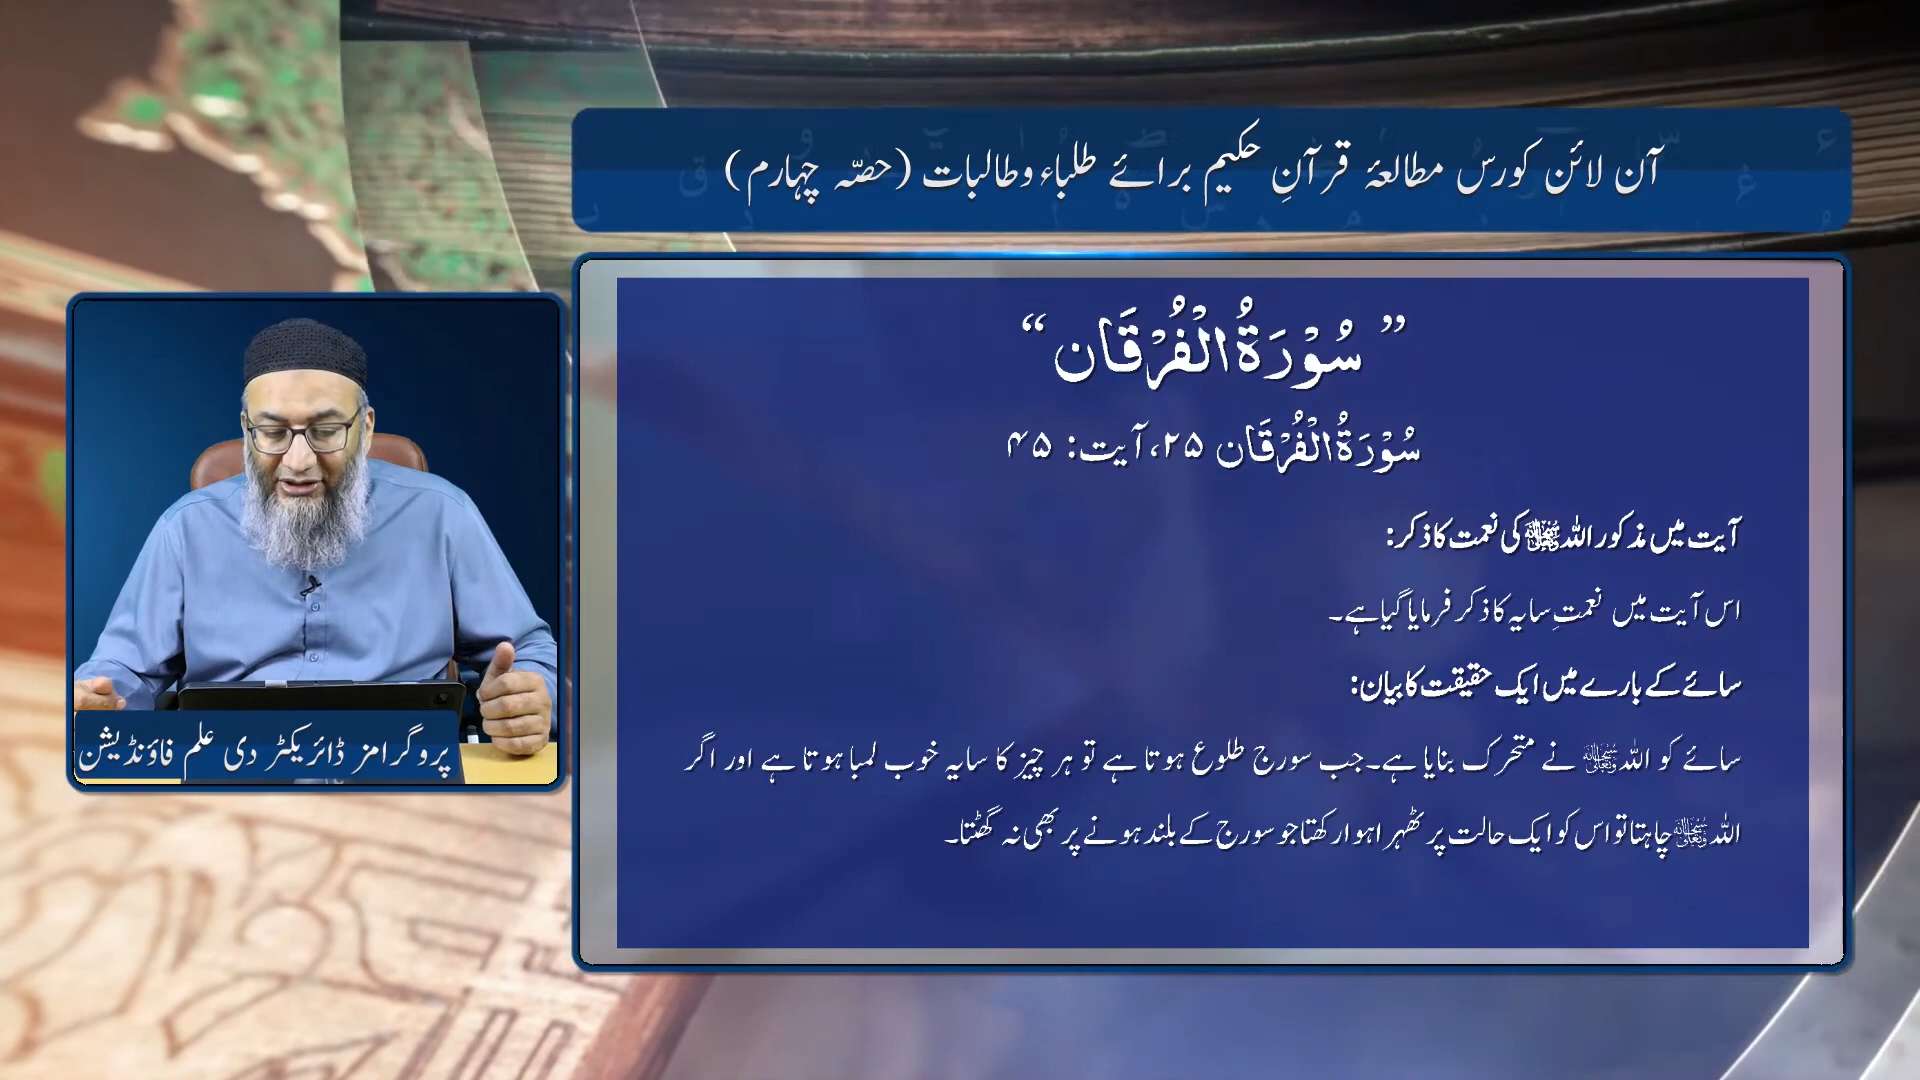 آن لائن کورس مطالعۂ قرآنِ حکیم برائے طلباء وطالبات (حصّہ چہارم)
” سُوْرَۃُالْفُرْقَان “
سُوْرَۃُالْفُرْقَان ۲۵، آیت: ۴۵
آیت میں مذکور اللہ ﷻ کی نعمت کا ذکر:
اس آیت میں نعمتِ سایہ کا ذکر فرمایا گیا ہے۔
سائے کے بارے میں ایک حقیقت کا بیان:
سائے کو اللہ ﷻ نے متحرک بنایا ہے۔ جب سورج طلوع ہوتا ہے تو ہر چیز کا سایہ خوب لمبا ہوتا ہے اور اگر
اللہ ﷻ چاہتا تو اس کو ایک حالت پر ٹھہرا ہوا رکھتا جو سورج کے بلند ہونے پر بھی نہ گھٹتا۔
پروگرامز ڈائریکٹر دی علم فاؤنڈیشن